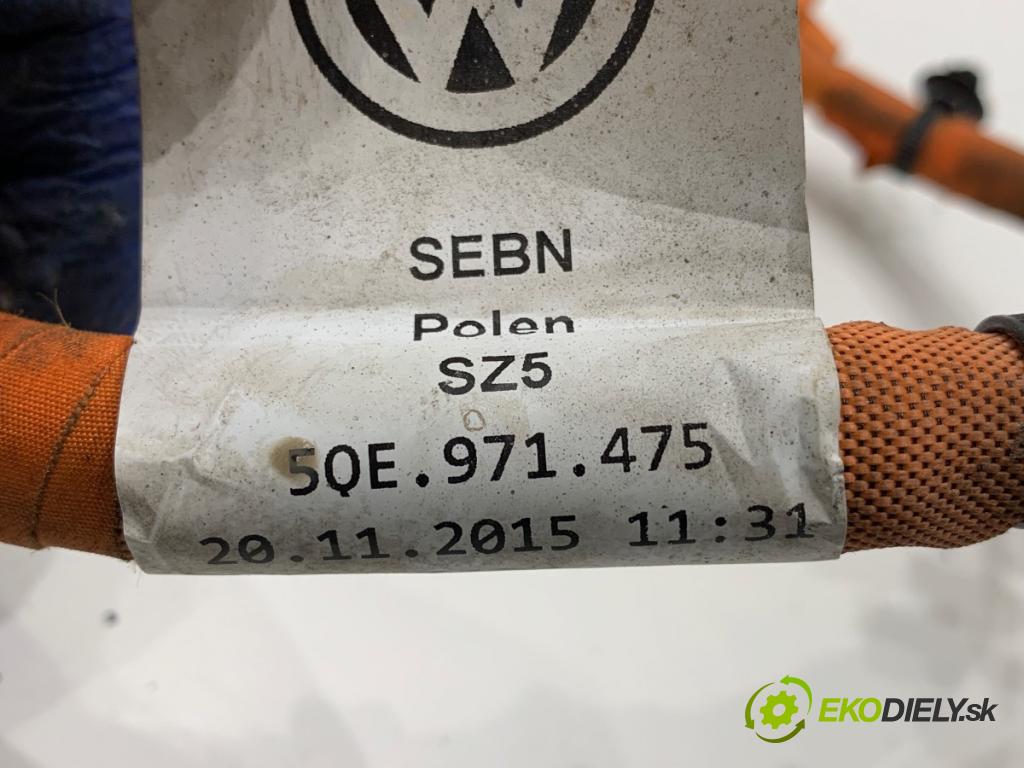 SEBN
Polen
SZ5
5QE.971.475
20.11.2015 11:31
EKODIELY.sk